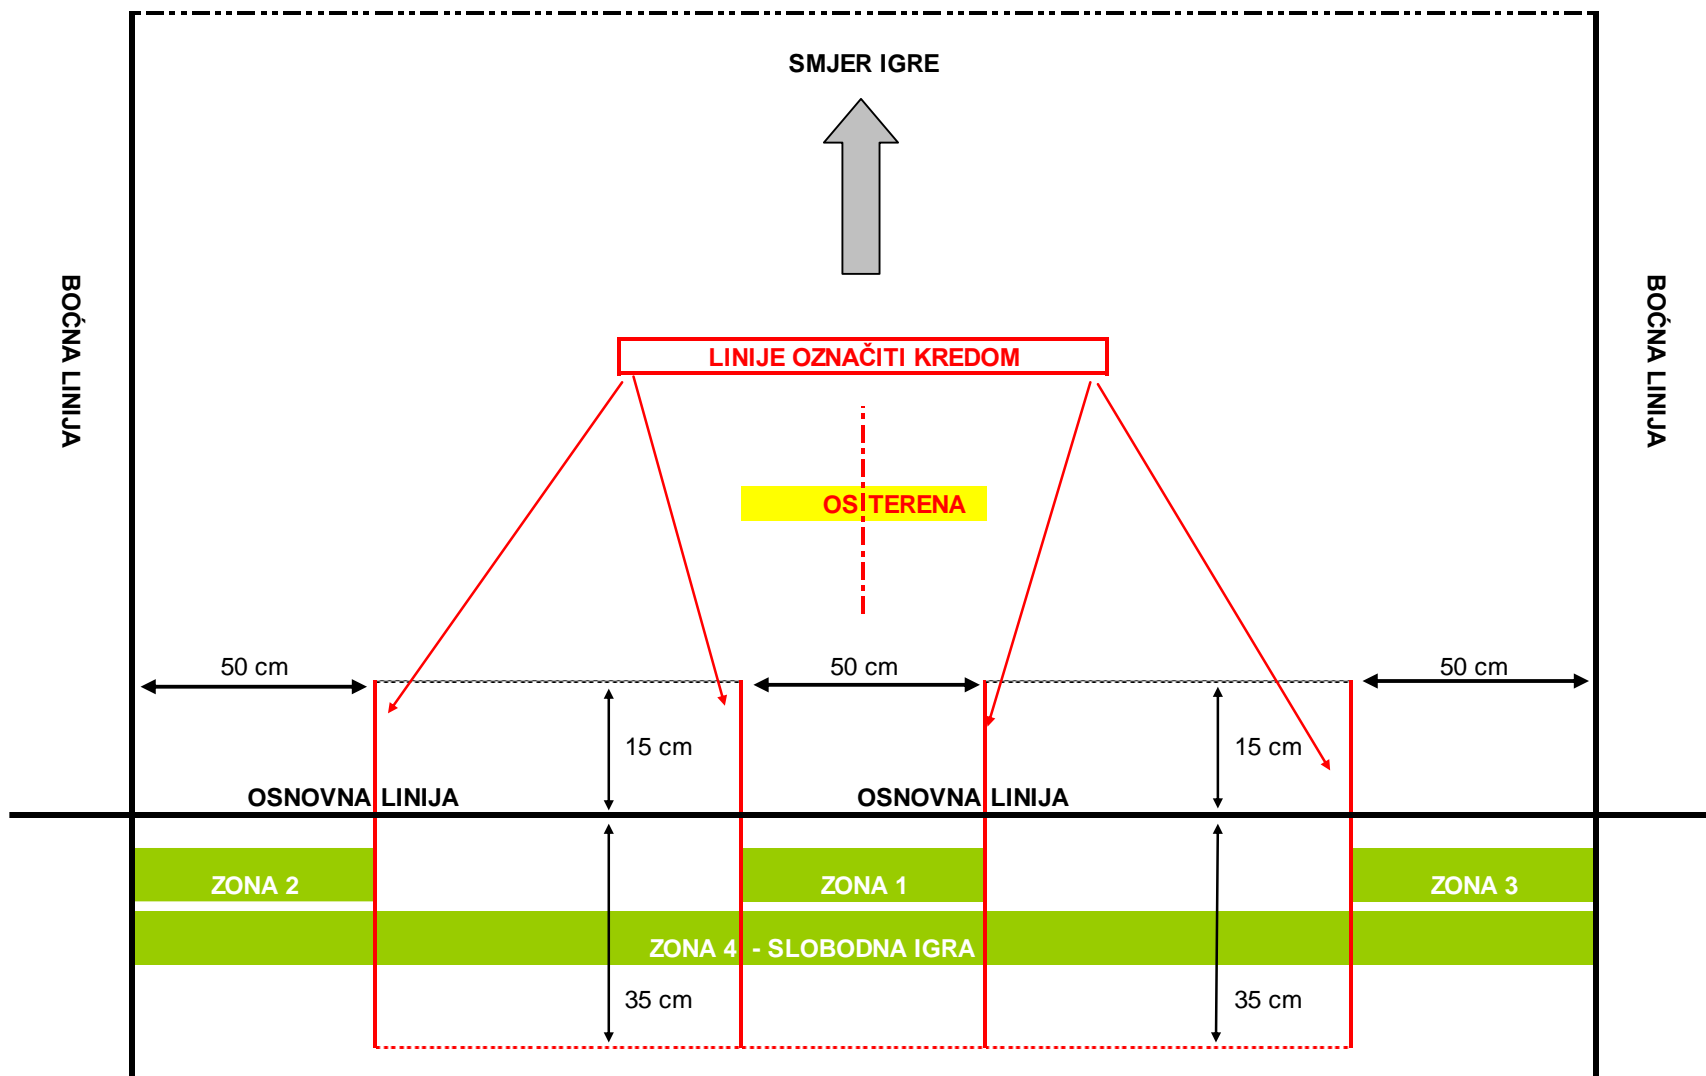 SMJER IGRE
BOĆNA LINIJA
BOĆNA LINIJA
LINIJE OZNAČITI KREDOM
OS TERENA
50 cm
50 cm
50 cm
15 cm
15 cm
OSNOVNA LINIJA
OSNOVNA LINIJA
ZONA 2
ZONA 1
ZONA 3
ZONA 4 - SLOBODNA IGRA
35 cm
35 cm